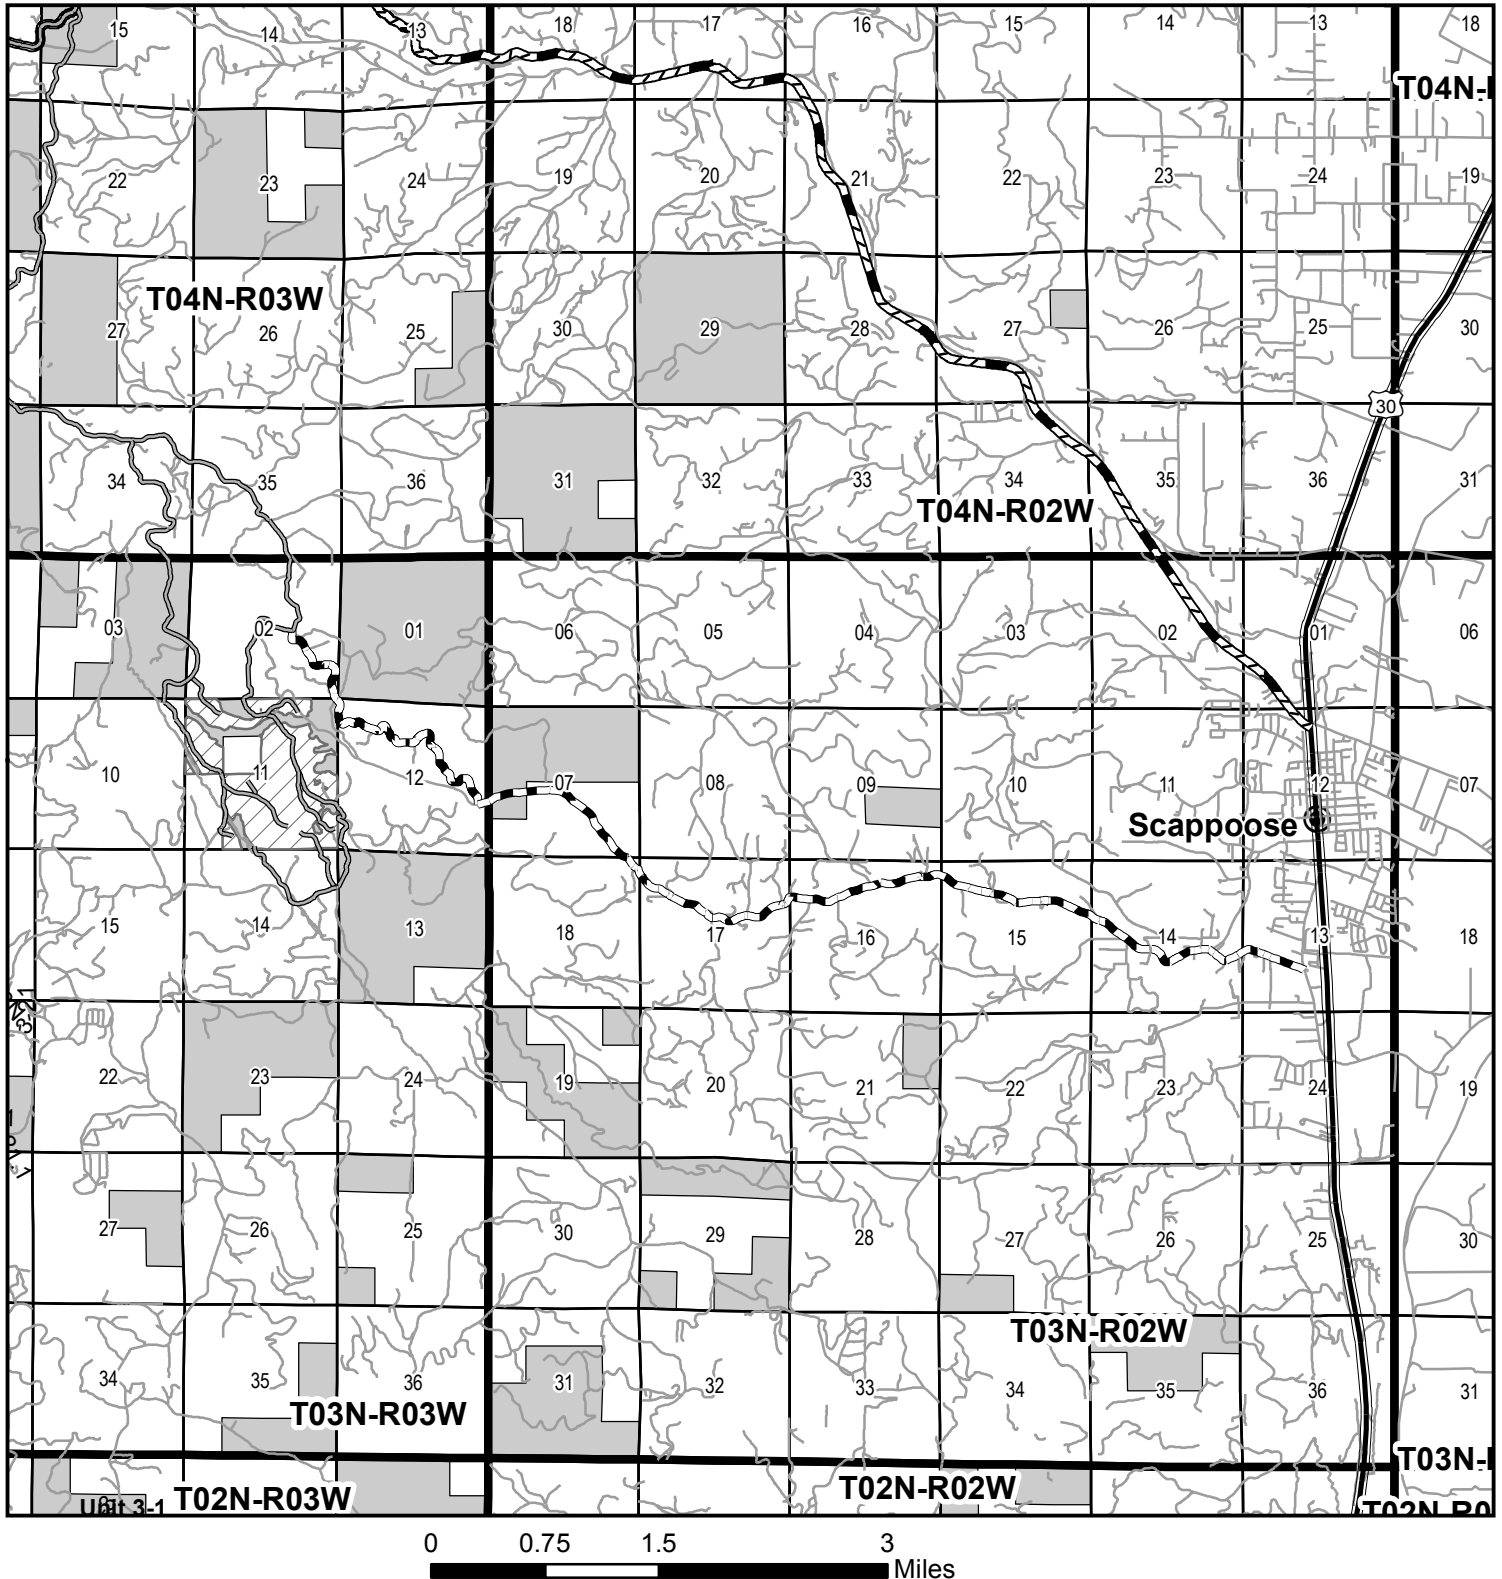 15 14 13 18 17 16 15 14 13 18
T04N-
22 23 24 19 20 21 22 23 24 19
T04N-R03W
27 26 25 30 29 28 27 26 25 30
30
34 35 36 31 32 33 34 35 36 31
T04N-R02W
03 02 01 06 05 04 03 02 01 06
10 11 12 07 08 09 10 11 12 07
Scappoose
15 14 13 18 17 16 15 14 13 18
22 23 24 19 20 21 22 23 24 19
27 26 25 30 29 28 27 26 25 30
T03N-R02W
34 35 36 31 32 33 34 35 36 31
T03N-R03W
T03N-
T02N-R03W
T02N-R02W
Unit 3-1
T02N-R0
0 0.75 1.5 3
Miles